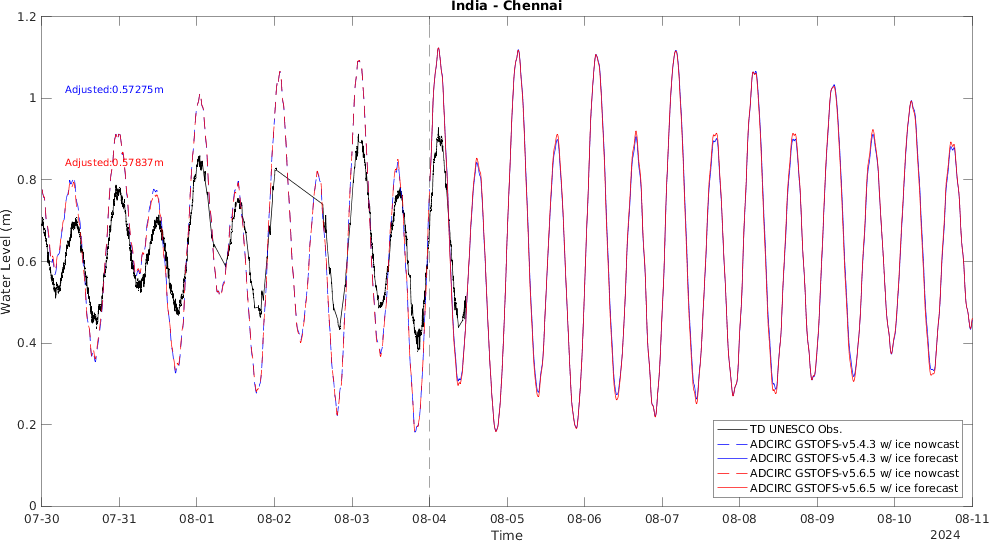 India - Chennai
1.2
1
0.8
0.6
0.4
0.2
0
Water Level (m)
Adjusted:0.57275m
Adjusted:0.57837m
TD UNESCO Obs.
ADCIRC GSTOFS-v5.4.3 w/ ice nowcast
ADCIRC GSTOFS-v5.4.3 w/ ice forecast
ADCIRC GSTOFS-v5.6.5 w/ ice nowcast
ADCIRC GSTOFS-v5.6.5 w/ ice forecast
07-30 07-31 08-01 08-02 08-03 08-04 08-05 08-06 08-07 08-08 08-09 08-10 08-11
Time
2024